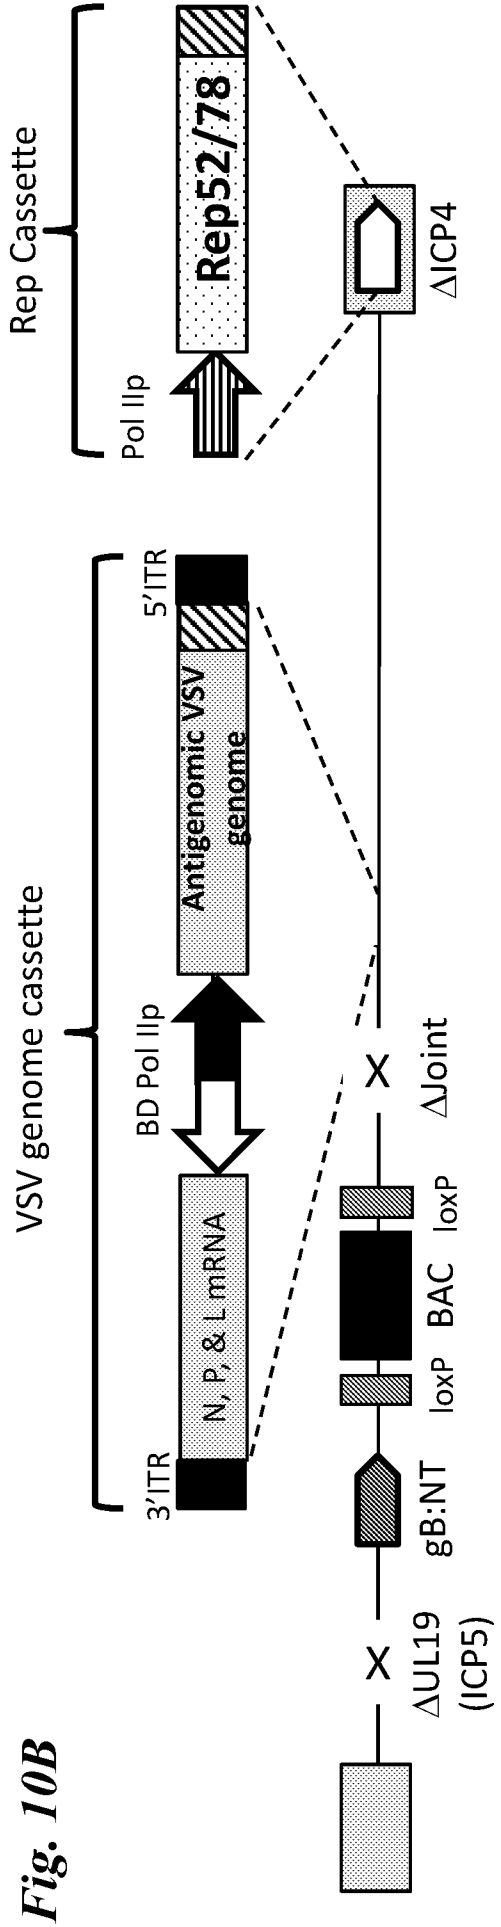 Fig. 10B
VSV genome cassette
Rep Cassette
3'ITR
BD Pol IIp
5'ITR
Pol IIp
N, P, & L mRNA
Antigenomic VSV
genome
Rep52/78
X
X
ΔUL19
(ICP5)
gB:NT
loxP
BAC
loxP
ΔJoint
ΔICP4